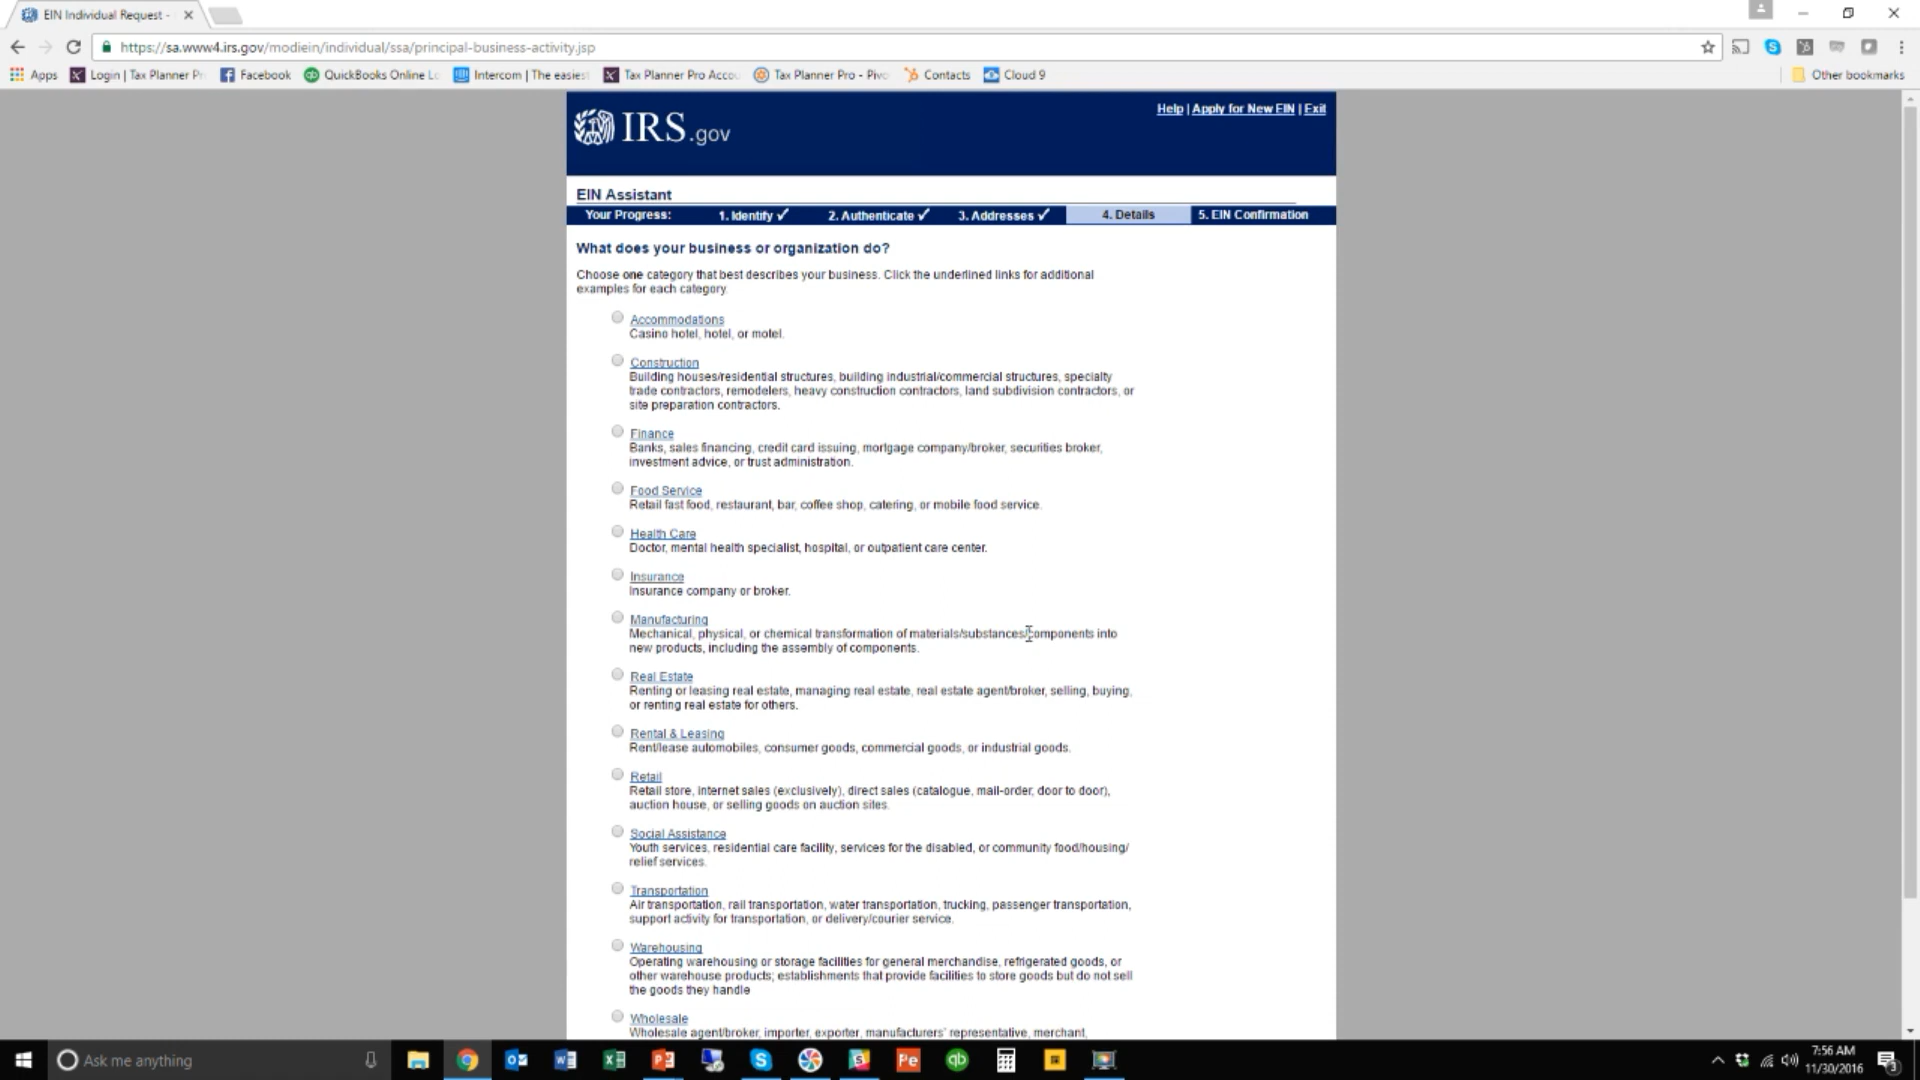 EIN Individual Request -
https://sa.www4.irs.gov/modiein/individual/ssa/principal-business-activity.jsp
Apps Login | Tax Planner Pr Facebook QuickBooks Online Lo Intercom | The easiest Tax Planner Pro Accou Tax Planner Pro - Pivo Contacts Cloud 9 Other bookmarks
Help | Apply for New EIN | Exit
IRS.gov
EIN Assistant
Your Progress: 1. Identify ✓ 2. Authenticate ✓ 3. Addresses ✓ 4. Details 5. EIN Confirmation
What does your business or organization do?
Choose one category that best describes your business. Click the underlined links for additional
examples for each category
Accommodations
Casino hotel, hotel, or motel.
Construction
Building houses/residential structures, building industrial/commercial structures, specialty
trade contractors, remodelers, heavy construction contractors, land subdivision contractors, or
site preparation contractors.
Finance
Banks, sales financing, credit card issuing, mortgage company/broker, securities broker,
investment advice, or trust administration.
Food Service
Retail fast food, restaurant, bar, coffee shop, catering, or mobile food service.
Health Care
Doctor, mental health specialist, hospital, or outpatient care center.
Insurance
Insurance company or broker.
Manufacturing
Mechanical, physical, or chemical transformation of materials/substances/components into
new products, including the assembly of components.
Real Estate
Renting or leasing real estate, managing real estate, real estate agent/broker, selling, buying,
or renting real estate for others.
Rental & Leasing
Rent/lease automobiles, consumer goods, commercial goods, or industrial goods.
Retail
Retail store, internet sales (exclusively), direct sales (catalogue, mail-order, door to door),
auction house, or selling goods on auction sites.
Social Assistance
Youth services, residential care facility, services for the disabled, or community food/housing/
relief services.
Transportation
Air transportation, rail transportation, water transportation, trucking, passenger transportation,
support activity for transportation, or delivery/courier service.
Warehousing
Operating warehousing or storage facilities for general merchandise, refrigerated goods, or
other warehouse products; establishments that provide facilities to store goods but do not sell
the goods they handle
Wholesale
Wholesale agent/broker, importer, exporter, manufacturers' representative, merchant,
Ask me anything
7:56 AM
11/30/2016